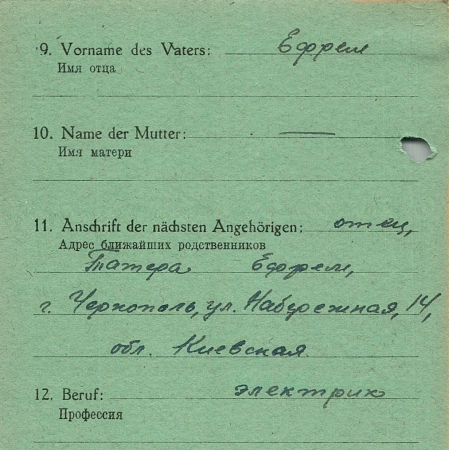 9. Vorname des Vaters: Ефрем
Имя отца
10. Name der Mutter: —
Имя матери
11. Anschrift der nächsten Angehörigen: отец,
Адрес ближайших родственников
Татера Ефрем,
г. Чернополь, ул. Набережная, 14,
обл. Киевская.
12. Beruf: электрик
Профессия